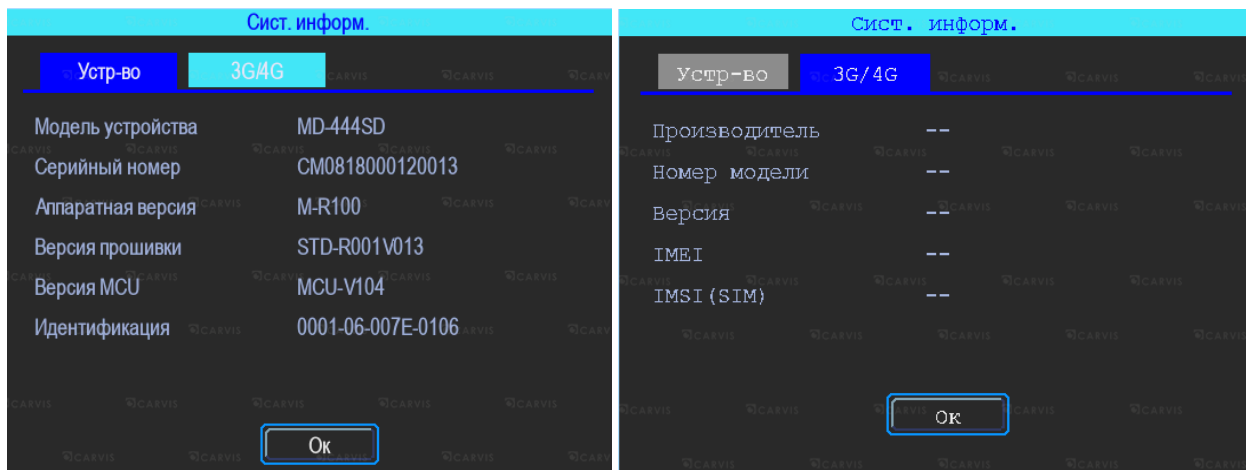 Сист. информ.
Устр-во 3G/4G
Модель устройства MD-444SD
Серийный номер CM0818000120013
Аппаратная версия M-R100
Версия прошивки STD-R001V013
Версия MCU MCU-V104
Идентификация 0001-06-007E-0106
Ок
Сист. информ.
Устр-во 3G/4G
Производитель --
Номер модели --
Версия --
IMEI --
IMSI(SIM) --
Ок
CARVIS